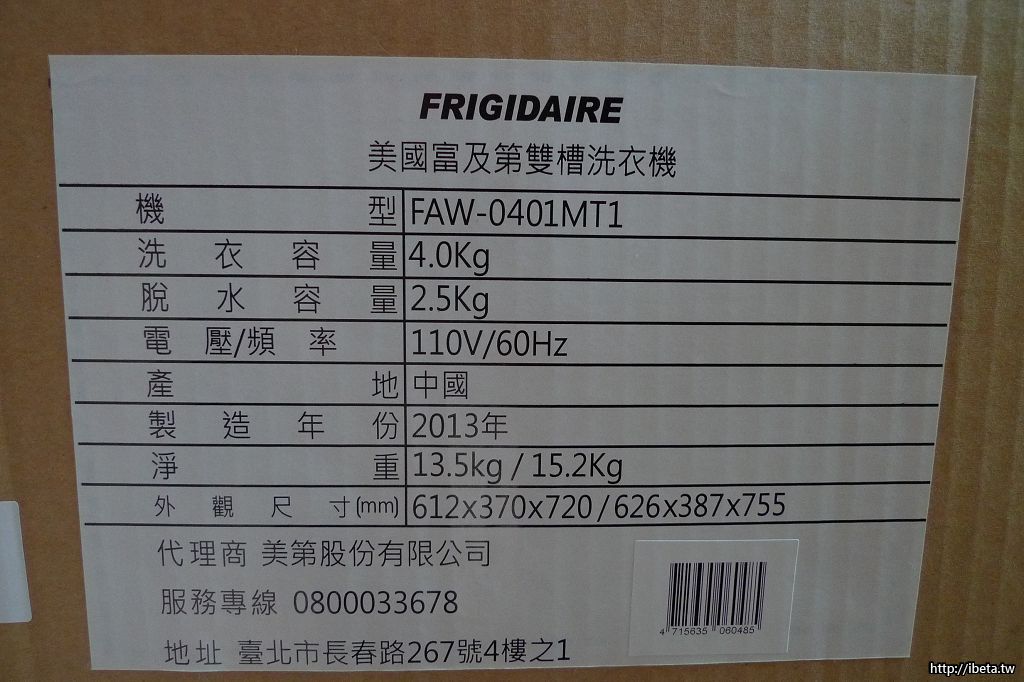 FRIGIDAIRE
美國富及第雙槽洗衣機
機型 FAW-0401MT1
洗衣容量 4.0Kg
脫水容量 2.5Kg
電壓/頻率 110V/60Hz
產地 中國
製造年份 2013年
淨重 13.5kg / 15.2Kg
外觀尺寸(mm) 612x370x720 / 626x387x755
代理商 美第股份有限公司
服務專線 0800033678
地址 臺北市長春路267號4樓之1
4 715635 060485
http://ibeta.tw